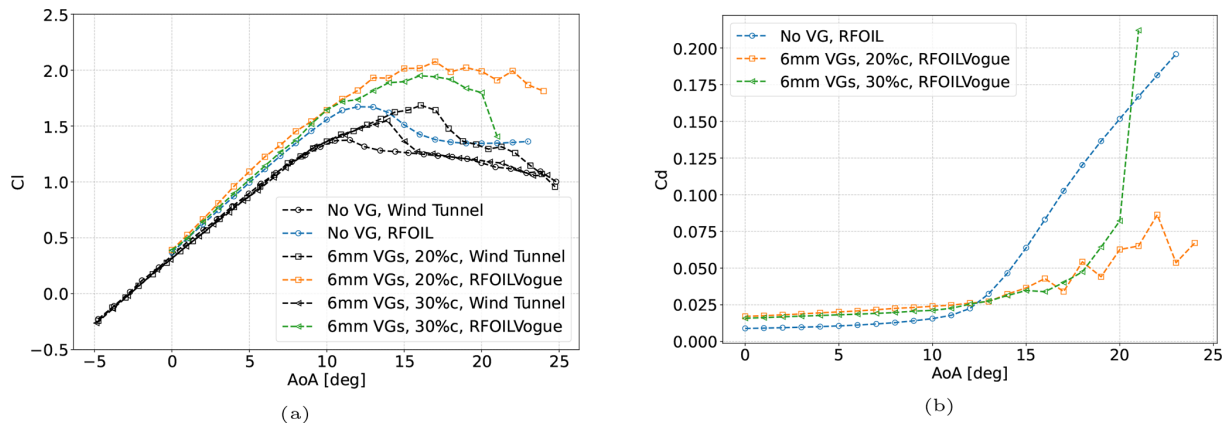 2.5
2.0
1.5
1.0
0.5
0.0
−0.5
Cl
−5
0
5
10
15
20
25
AoA [deg]
No VG, Wind Tunnel
No VG, RFOIL
6mm VGs, 20%c, Wind Tunnel
6mm VGs, 20%c, RFOILVogue
6mm VGs, 30%c, Wind Tunnel
6mm VGs, 30%c, RFOILVogue
(a)
0.200
0.175
0.150
0.125
0.100
0.075
0.050
0.025
0.000
Cd
0
5
10
15
20
25
AoA [deg]
No VG, RFOIL
6mm VGs, 20%c, RFOILVogue
6mm VGs, 30%c, RFOILVogue
(b)